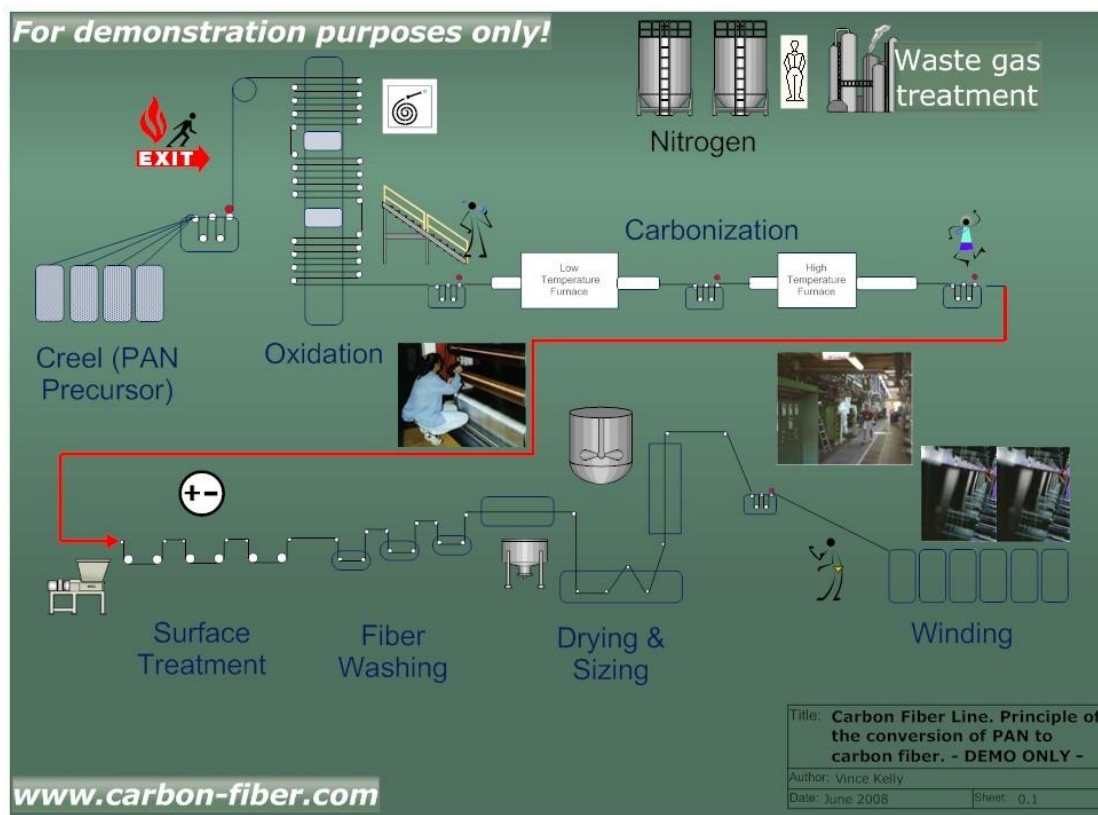 For demonstration purposes only!
Waste gas
treatment
Nitrogen
EXIT
Carbonization
Low
Temperature
Furnace
High
Temperature
Furnace
Creel (PAN
Precursor)
Oxidation
+-
Surface
Treatment
Fiber
Washing
Drying &
Sizing
Winding
Title: Carbon Fiber Line. Principle of
the conversion of PAN to
carbon fiber. - DEMO ONLY -
Author: Vince Kelly
Date: June 2008 Sheet: 0.1
www.carbon-fiber.com